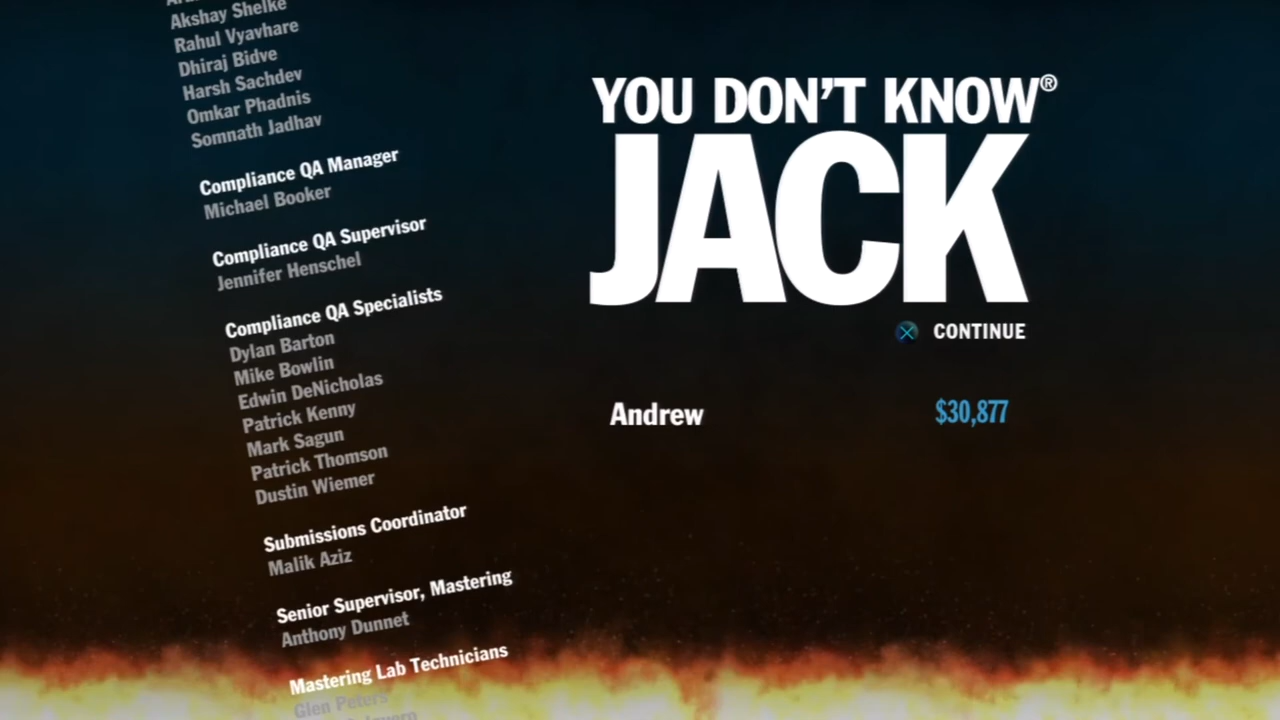 Akshay Shelke
Rahul Vyavhare
Dhiraj Bidve
Harsh Sachdev
Omkar Phadnis
Somnath Jadhav
Compliance QA Manager
Michael Booker
Compliance QA Supervisor
Jennifer Henschel
Compliance QA Specialists
Dylan Barton
Mike Bowlin
Edwin DeNicholas
Patrick Kenny
Mark Sagun
Patrick Thomson
Dustin Wiemer
Submissions Coordinator
Malik Aziz
Senior Supervisor, Mastering
Anthony Dunnet
Mastering Lab Technicians
Glen Peters
YOU DON'T KNOW®
JACK
CONTINUE
Andrew $30,877